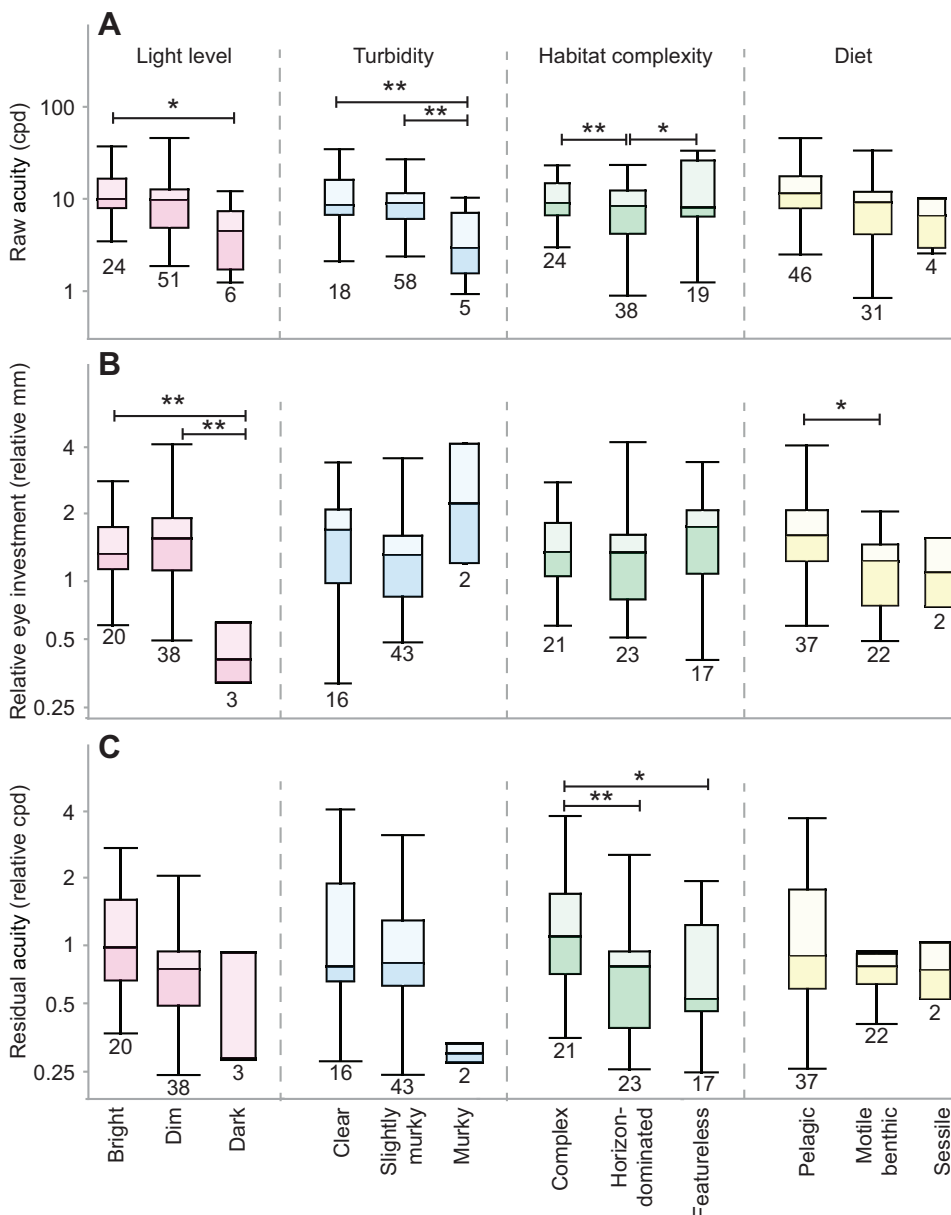 A
Light level
Turbidity
Habitat complexity
Diet
Raw acuity (cpd)
100
10
1
*
**
**
**
*
24
51
6
18
58
5
24
38
19
46
31
4
B
Relative eye investment (relative mm)
4
2
1
0.5
0.25
**
**
*
20
38
3
16
43
2
21
23
17
37
22
2
C
Residual acuity (relative cpd)
4
2
1
0.5
0.25
*
**
20
38
3
16
43
2
21
23
17
37
22
2
Bright
Dim
Dark
Clear
Slightly
murky
Murky
Complex
Horizon-
dominated
Featureless
Pelagic
Motile
benthic
Sessile